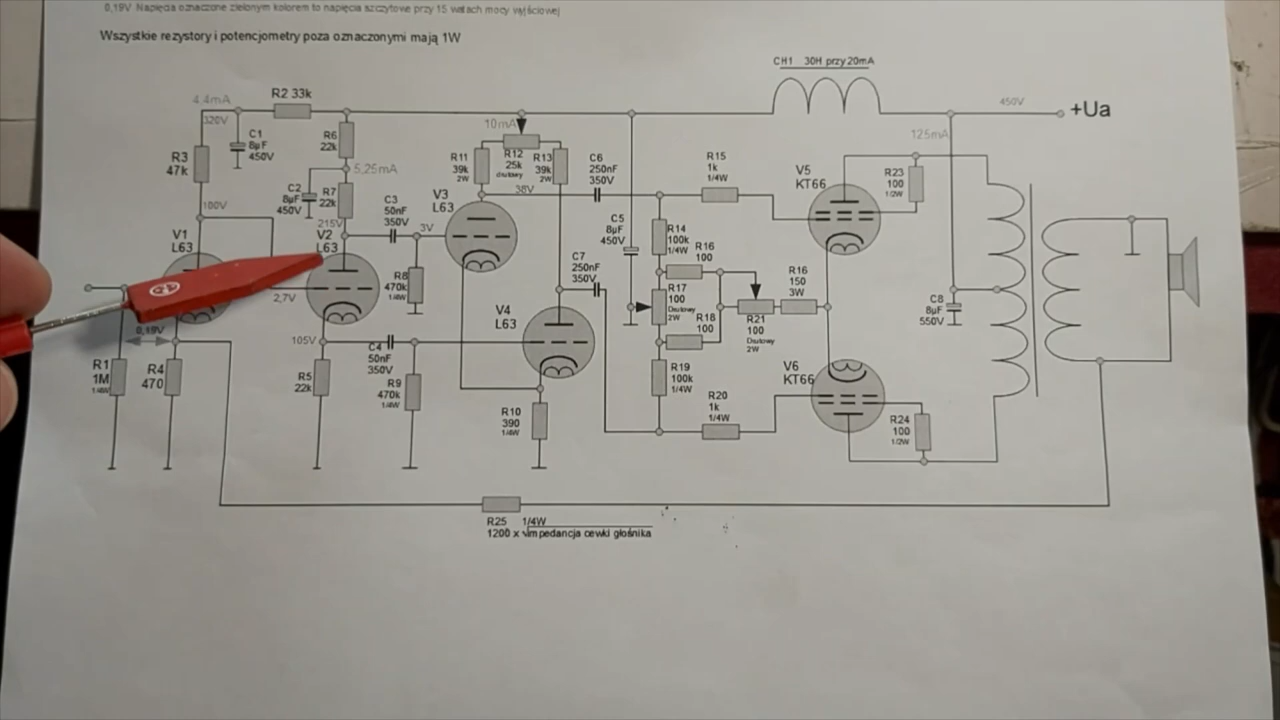 0,19V Napięcia oznaczone zielonym kolorem to napięcia szczytowe przy 15 watach mocy wyjściowej
Wszystkie rezystory i potencjometry poza oznaczonymi mają 1W
CH1 30H przy 20mA
4,4mA
R2 33k
320V
C1
8µF
450V
R3
47k
100V
V1
L63
R6
22k
5,25mA
C2
8µF
450V
R7
22k
215V
V2
L63
C3
50nF
350V
3V
R8
470k
1/4W
2,7V
0,19V
R1
1M
1/4W
R4
470
105V
R5
22k
C4
50nF
350V
R9
470k
1/4W
10mA
R11
39k
2W
R12
25k
Drutowy
R13
39k
2W
38V
V3
L63
V4
L63
R10
390
1/4W
C6
250nF
350V
C5
8µF
450V
C7
250nF
350V
R15
1k
1/4W
R14
100k
1/4W
R16
100
R17
100
Drutowy
2W
R18
100
R19
100k
1/4W
R20
1k
1/4W
R21
100
Drutowy
2W
R16
150
3W
V5
KT66
V6
KT66
R23
100
1/2W
R24
100
1/2W
125mA
450V
+Ua
C8
8µF
550V
R25 1/4W
1200 x √impedancja cewki głośnika